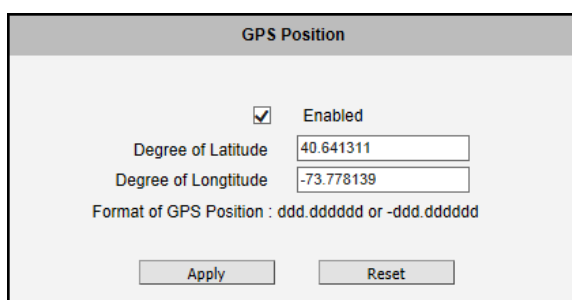 GPS Position
Enabled
Degree of Latitude 40.641311
Degree of Longtitude -73.778139
Format of GPS Position : ddd.dddddd or -ddd.dddddd
Apply Reset